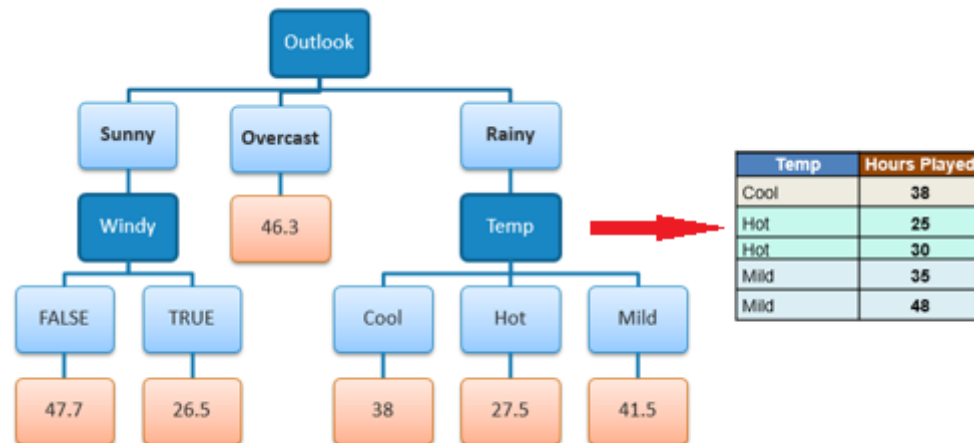 Outlook
Sunny
Overcast
Rainy
Windy
46.3
Temp
FALSE
TRUE
Cool
Hot
Mild
47.7
26.5
38
27.5
41.5
Temp Hours Played
Cool 38
Hot 25
Hot 30
Mild 35
Mild 48